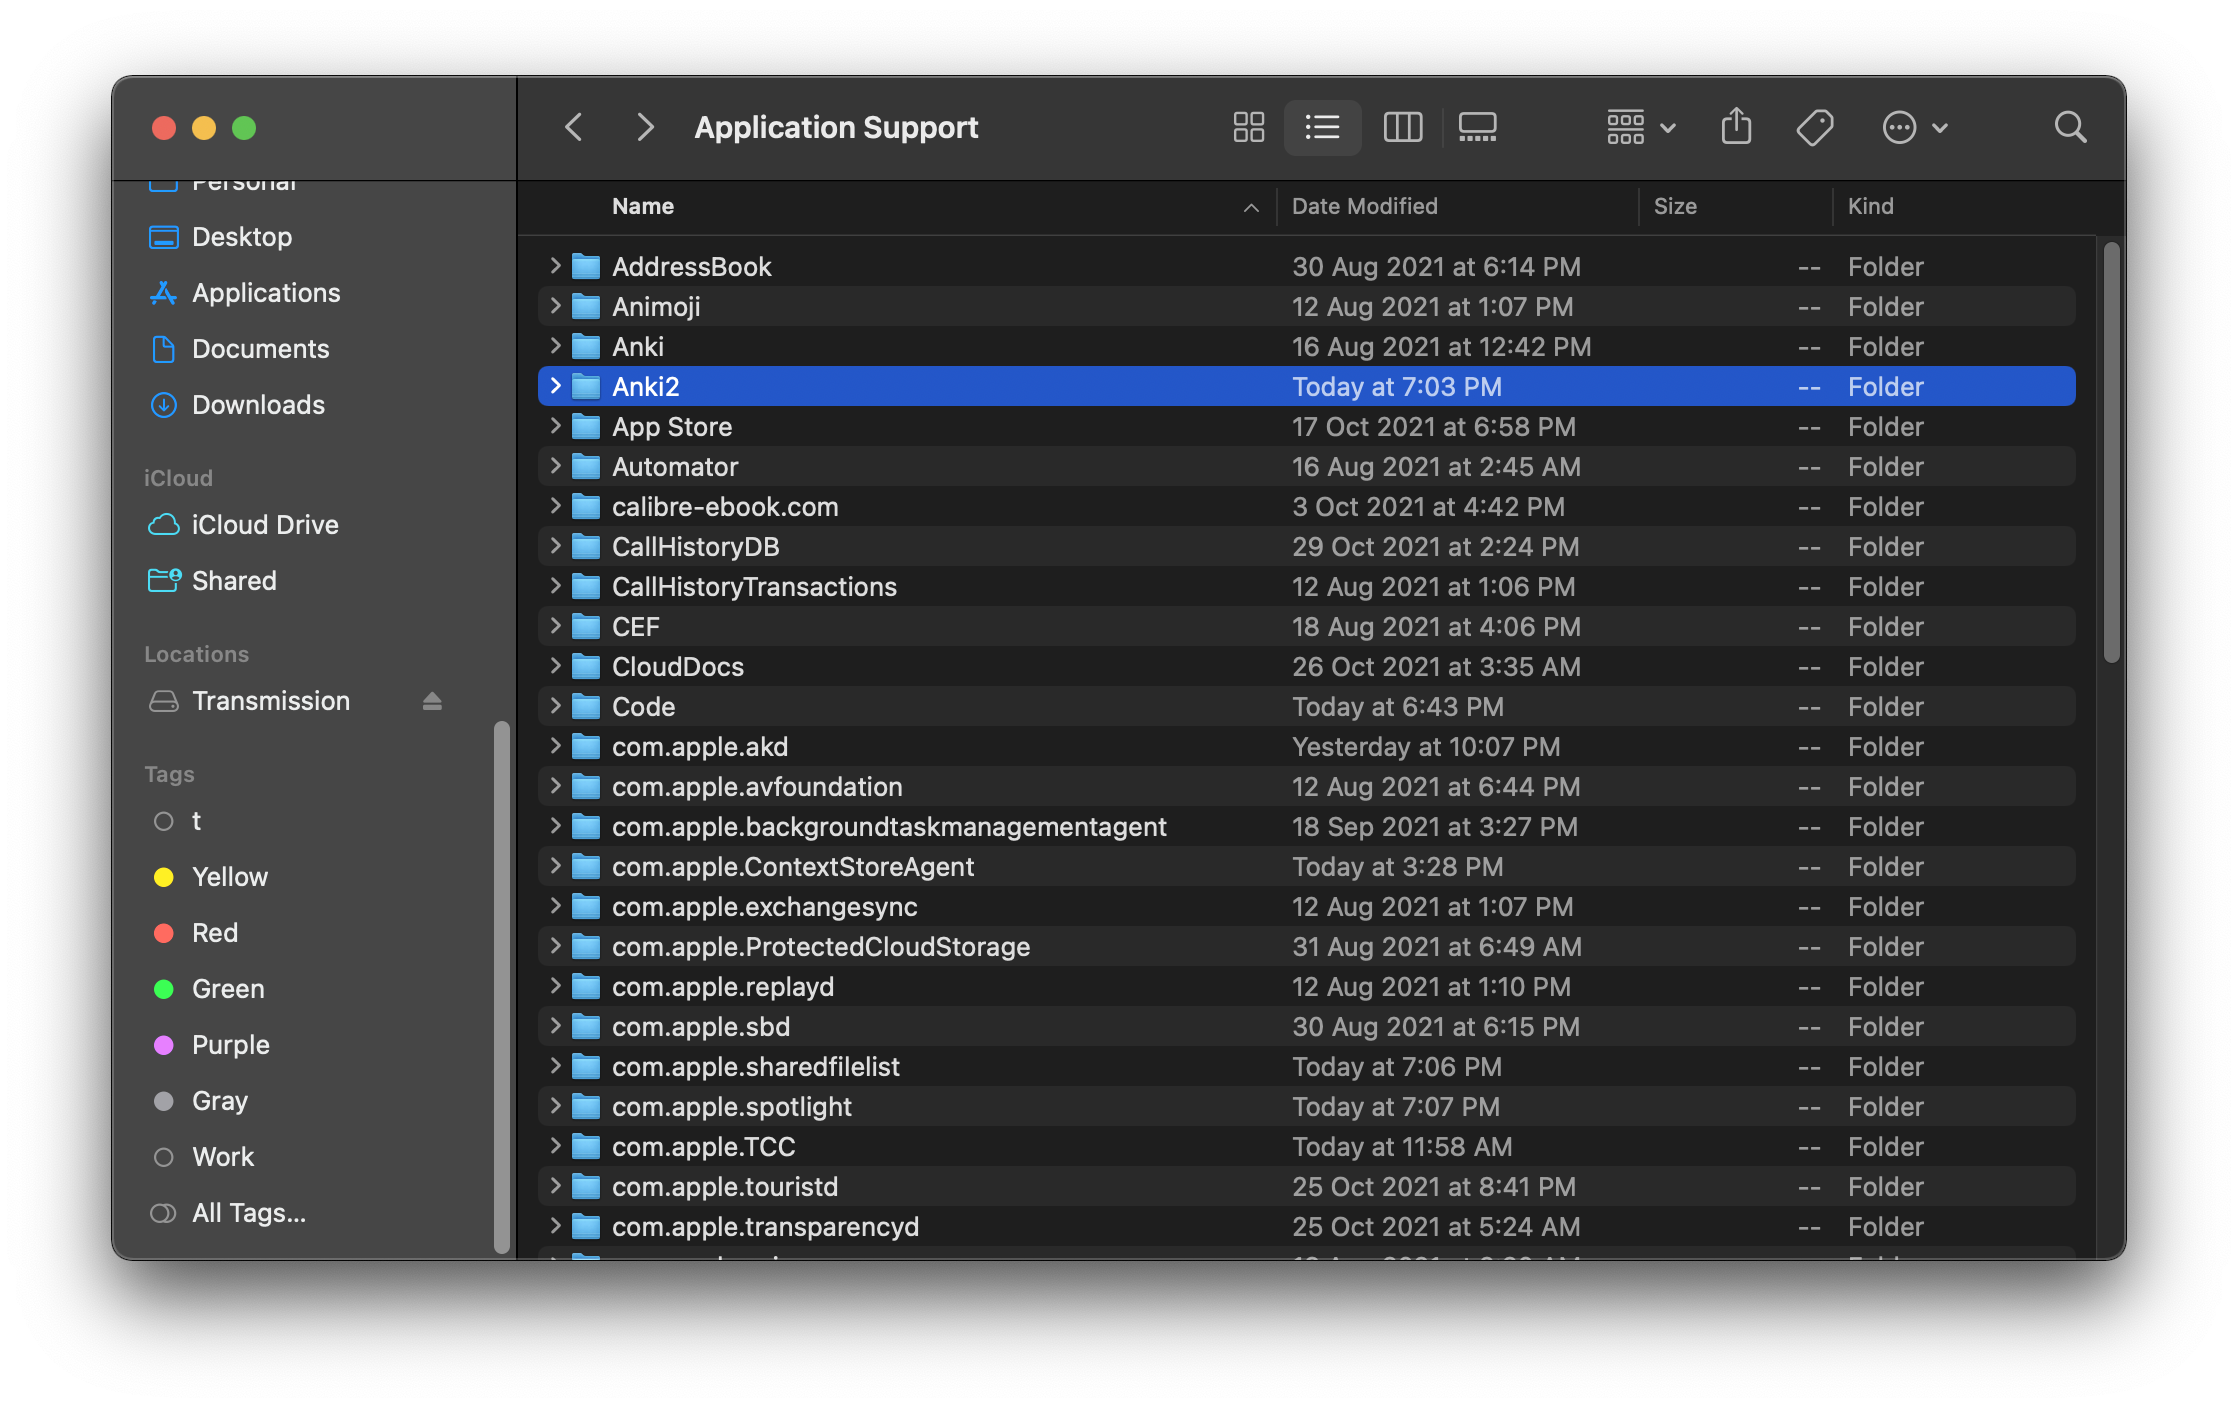 Application Support
Personal
Desktop
Applications
Documents
Downloads
iCloud
iCloud Drive
Shared
Locations
Transmission
Tags
t
Yellow
Red
Green
Purple
Gray
Work
All Tags...
Name Date Modified Size Kind
AddressBook 30 Aug 2021 at 6:14 PM -- Folder
Animoji 12 Aug 2021 at 1:07 PM -- Folder
Anki 16 Aug 2021 at 12:42 PM -- Folder
Anki2 Today at 7:03 PM -- Folder
App Store 17 Oct 2021 at 6:58 PM -- Folder
Automator 16 Aug 2021 at 2:45 AM -- Folder
calibre-ebook.com 3 Oct 2021 at 4:42 PM -- Folder
CallHistoryDB 29 Oct 2021 at 2:24 PM -- Folder
CallHistoryTransactions 12 Aug 2021 at 1:06 PM -- Folder
CEF 18 Aug 2021 at 4:06 PM -- Folder
CloudDocs 26 Oct 2021 at 3:35 AM -- Folder
Code Today at 6:43 PM -- Folder
com.apple.akd Yesterday at 10:07 PM -- Folder
com.apple.avfoundation 12 Aug 2021 at 6:44 PM -- Folder
com.apple.backgroundtaskmanagementagent 18 Sep 2021 at 3:27 PM -- Folder
com.apple.ContextStoreAgent Today at 3:28 PM -- Folder
com.apple.exchangesync 12 Aug 2021 at 1:07 PM -- Folder
com.apple.ProtectedCloudStorage 31 Aug 2021 at 6:49 AM -- Folder
com.apple.replayd 12 Aug 2021 at 1:10 PM -- Folder
com.apple.sbd 30 Aug 2021 at 6:15 PM -- Folder
com.apple.sharedfilelist Today at 7:06 PM -- Folder
com.apple.spotlight Today at 7:07 PM -- Folder
com.apple.TCC Today at 11:58 AM -- Folder
com.apple.touristd 25 Oct 2021 at 8:41 PM -- Folder
com.apple.transparencyd 25 Oct 2021 at 5:24 AM -- Folder